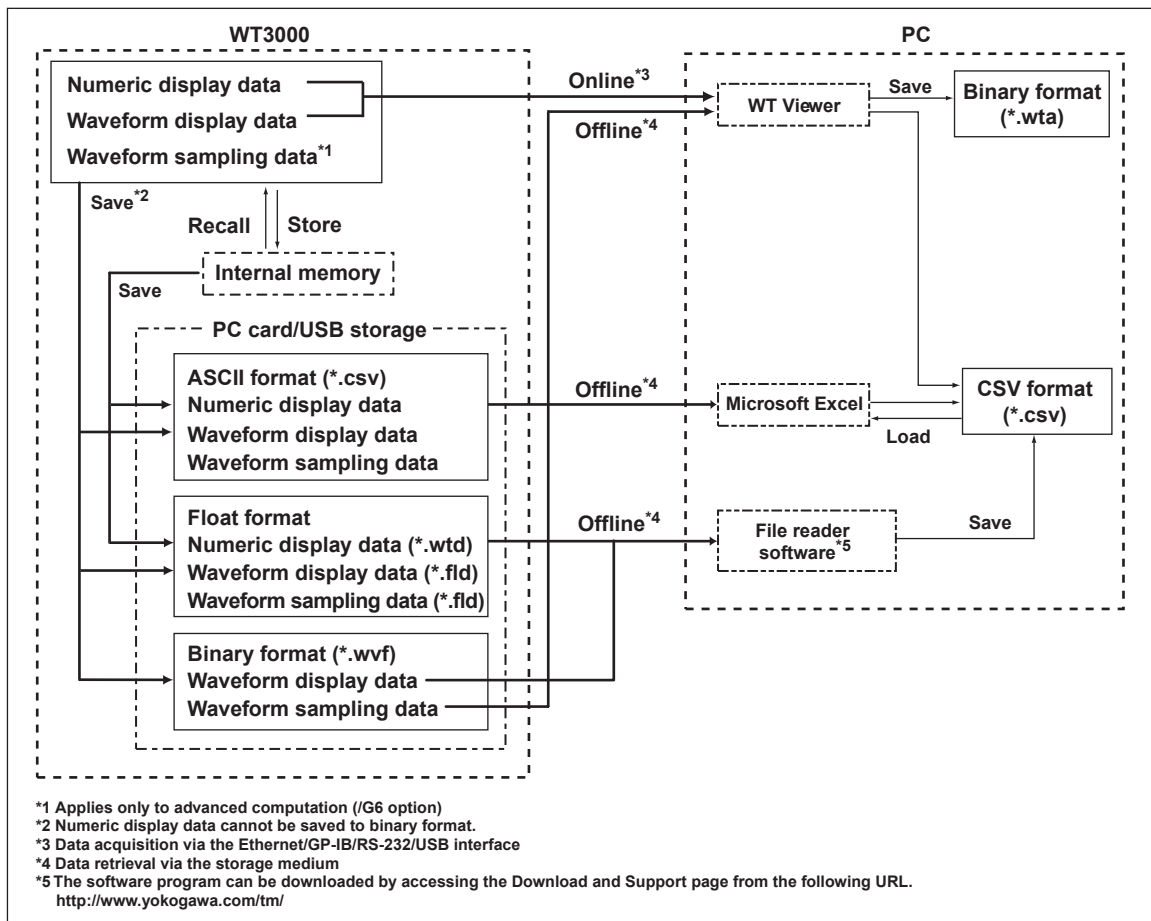 WT3000
Numeric display data
Waveform display data
Waveform sampling data*1
Save*2
Recall
Store
Internal memory
Save
PC card/USB storage
ASCII format (*.csv)
Numeric display data
Waveform display data
Waveform sampling data
Float format
Numeric display data (*.wtd)
Waveform display data (*.fld)
Waveform sampling data (*.fld)
Binary format (*.wvf)
Waveform display data
Waveform sampling data
Online*3
Offline*4
Offline*4
Offline*4
PC
WT Viewer
Save
Binary format
(*.wta)
Microsoft Excel
Load
CSV format
(*.csv)
File reader
software*5
Save
*1 Applies only to advanced computation (/G6 option)
*2 Numeric display data cannot be saved to binary format.
*3 Data acquisition via the Ethernet/GP-IB/RS-232/USB interface
*4 Data retrieval via the storage medium
*5 The software program can be downloaded by accessing the Download and Support page from the following URL.
http://www.yokogawa.com/tm/